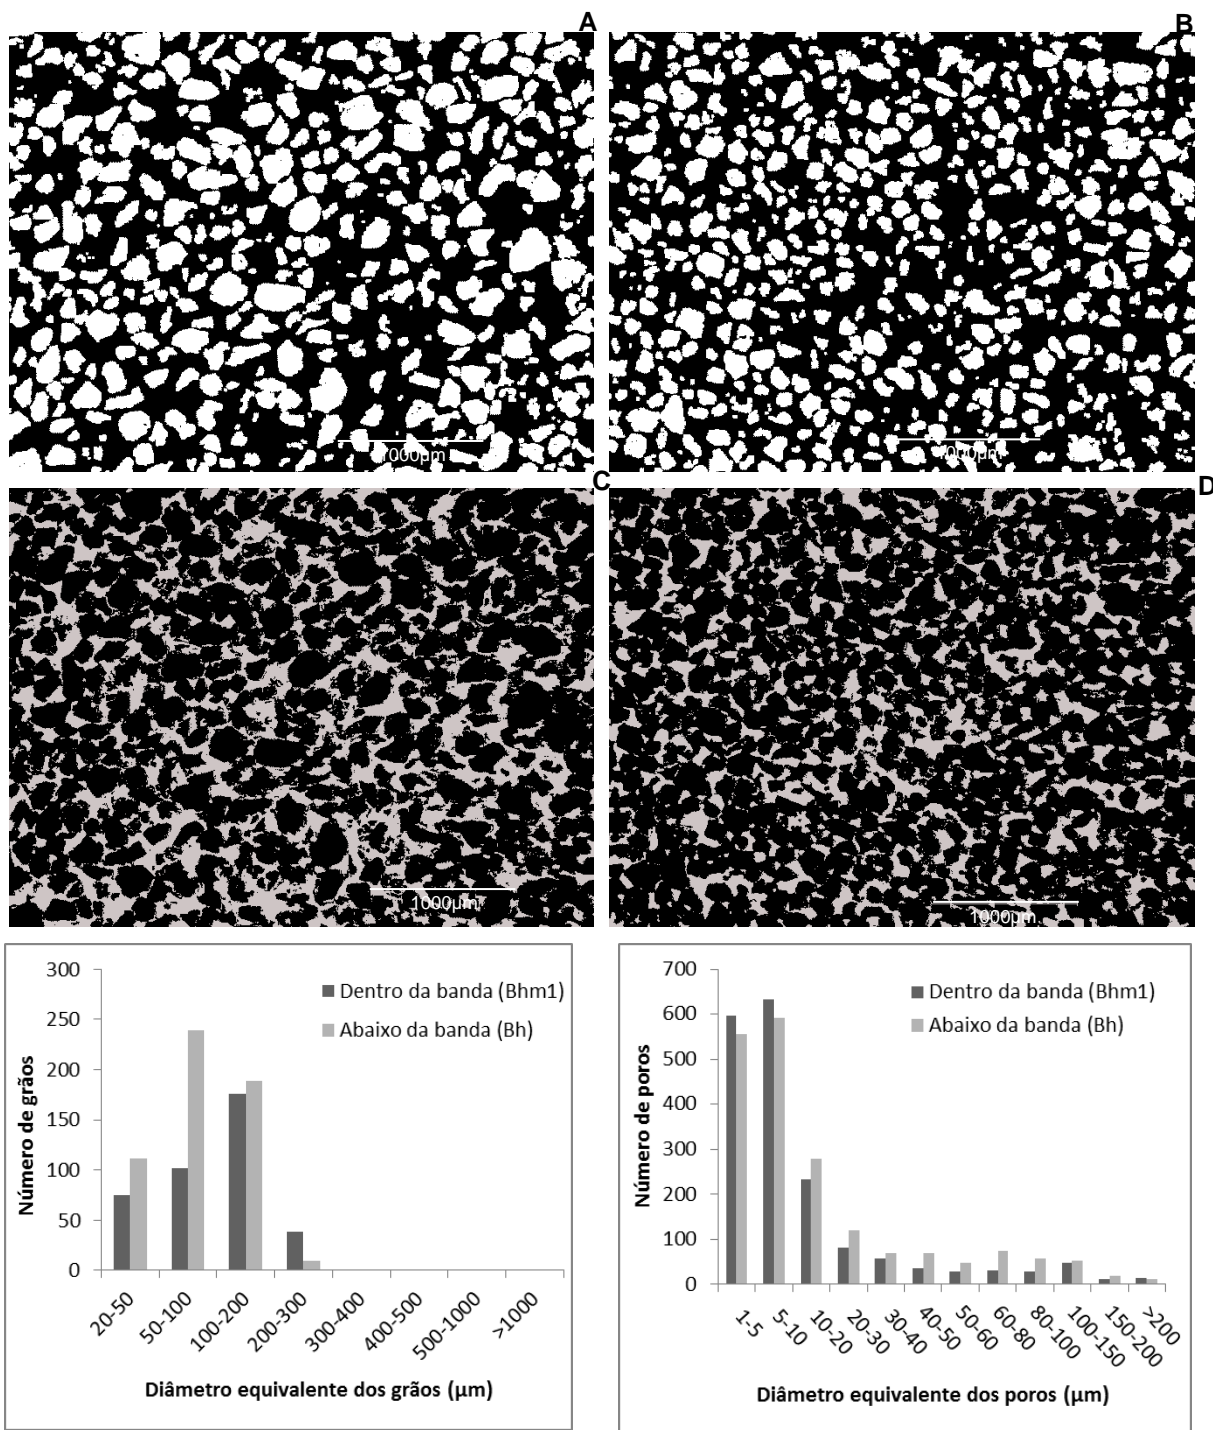 A
B
1000µm
C
D
1000µm
1000µm
300
250
200
150
100
50
0
Número de grãos
Dentro da banda (Bhm1)
Abaixo da banda (Bh)
20-50
50-100
100-200
200-300
300-400
400-500
500-1000
>1000
Diâmetro equivalente dos grãos (µm)
700
600
500
400
300
200
100
0
Número de poros
Dentro da banda (Bhm1)
Abaixo da banda (Bh)
1-5
5-10
10-20
20-30
30-40
40-50
50-60
60-80
80-100
100-150
150-200
>200
Diâmetro equivalente dos poros (µm)